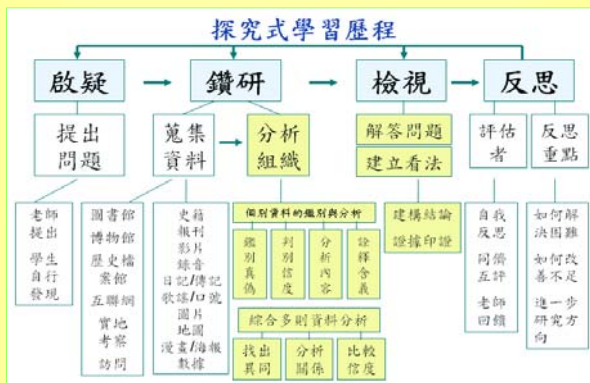 探究式學習歷程
啟疑
鑽研
檢視
反思
提出
問題
蒐集
資料
分析
組織
解答問題
建立看法
評估
者
反思
重點
老師
提出
學生
自行
發現
圖書館
博物館
歷史檔
案館
互聯網
實地
考察
訪問
史籍
報刊
影片
錄音
日記/傳記
歌謠/口號
圖片
地圖
漫畫/海報
數據
個別資料的鑑別與分析
鑑
別
真
偽
判
別
信
度
分
析
內
容
詮
釋
含
義
綜合多則資料分析
找出
異同
分析
關係
比較
信度
建構結論
證據印證
自我
反思
同儕
互評
老師
回饋
如何解
決困難
如何改
善不足
進一步
研究方
向